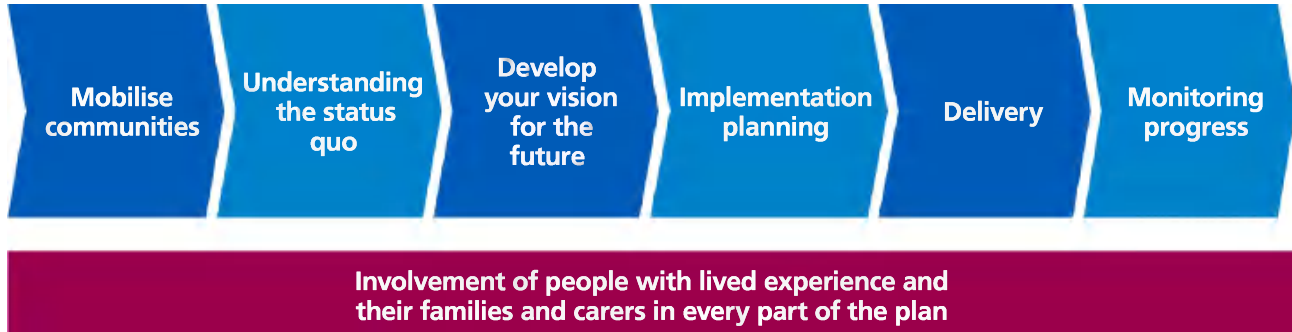 Mobilise
communities
Understanding
the status
quo
Develop
your vision
for the
future
Implementation
planning
Delivery
Monitoring
progress
Involvement of people with lived experience and
their families and carers in every part of the plan